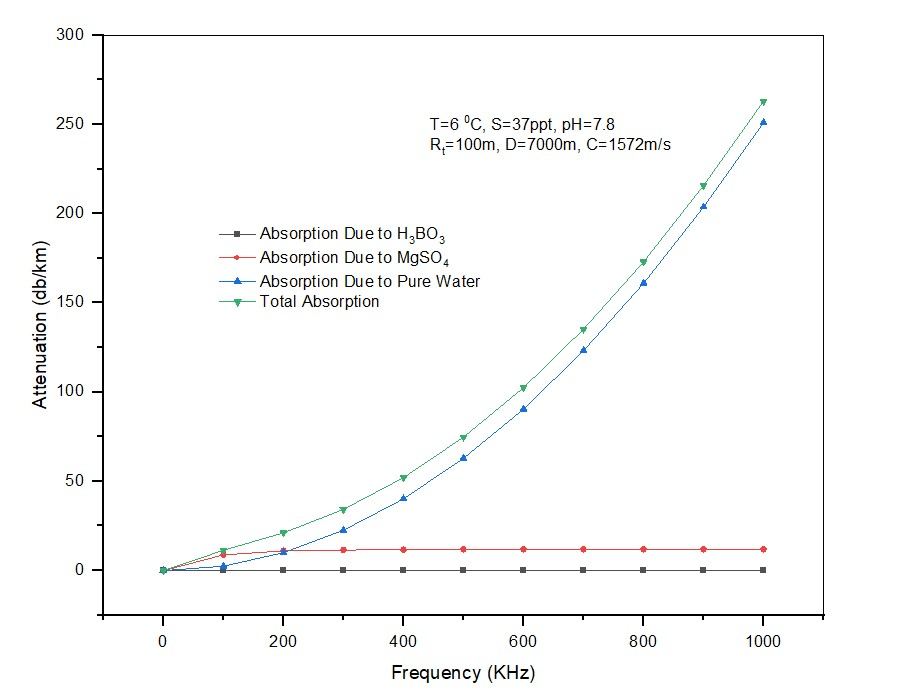 300
250
200
150
100
50
0
Attenuation (db/km)
T=6 ⁰C, S=37ppt, pH=7.8
Rₜ=100m, D=7000m, C=1572m/s
Absorption Due to H₃BO₃
Absorption Due to MgSO₄
Absorption Due to Pure Water
Total Absorption
0 200 400 600 800 1000
Frequency (KHz)